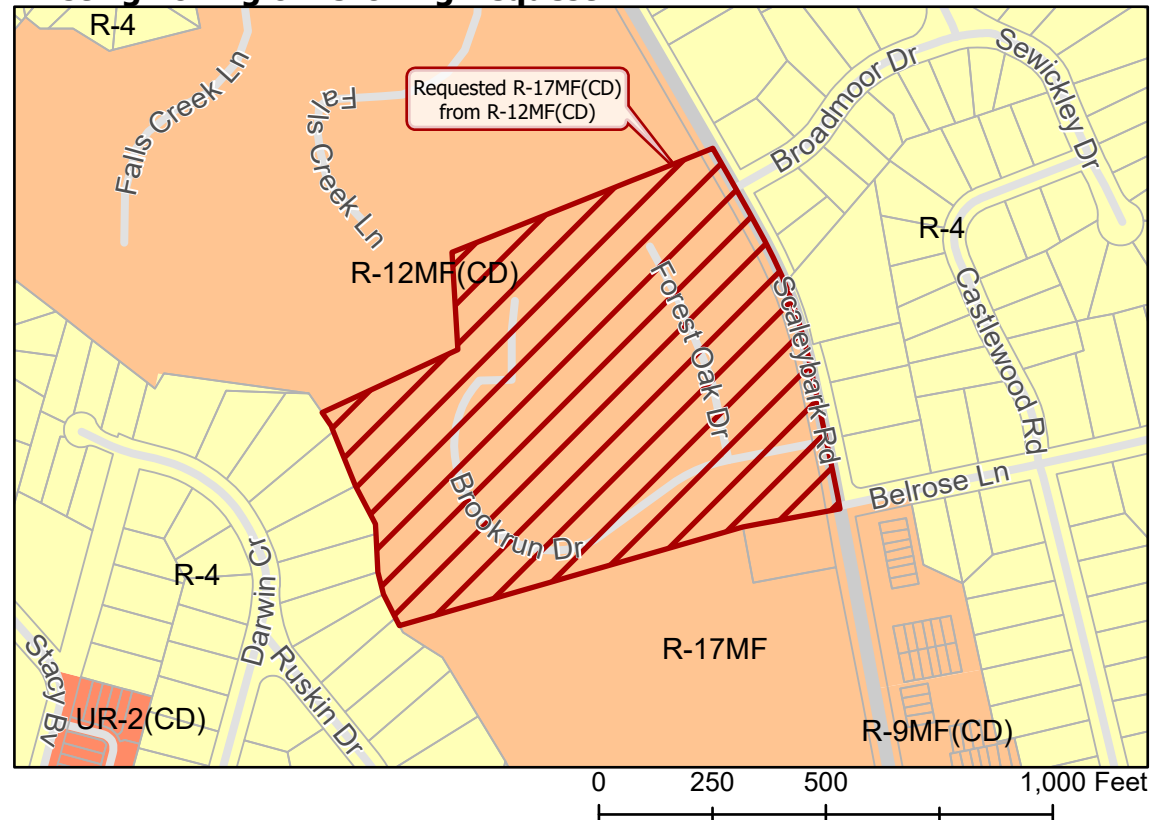 R-4
Falls Creek Ln
Falls Creek Ln
Requested R-17MF(CD)
from R-12MF(CD)
Broadmoor Dr
Sewickley Dr
R-4
R-12MF(CD)
Forest Oak Dr
Scaleybark Rd
Castlewood Rd
Brookrun Dr
Belrose Ln
R-4
Darwin Cr
Ruskin Dr
Stacy Bv
UR-2(CD)
R-17MF
R-9MF(CD)
0 250 500 1,000 Feet